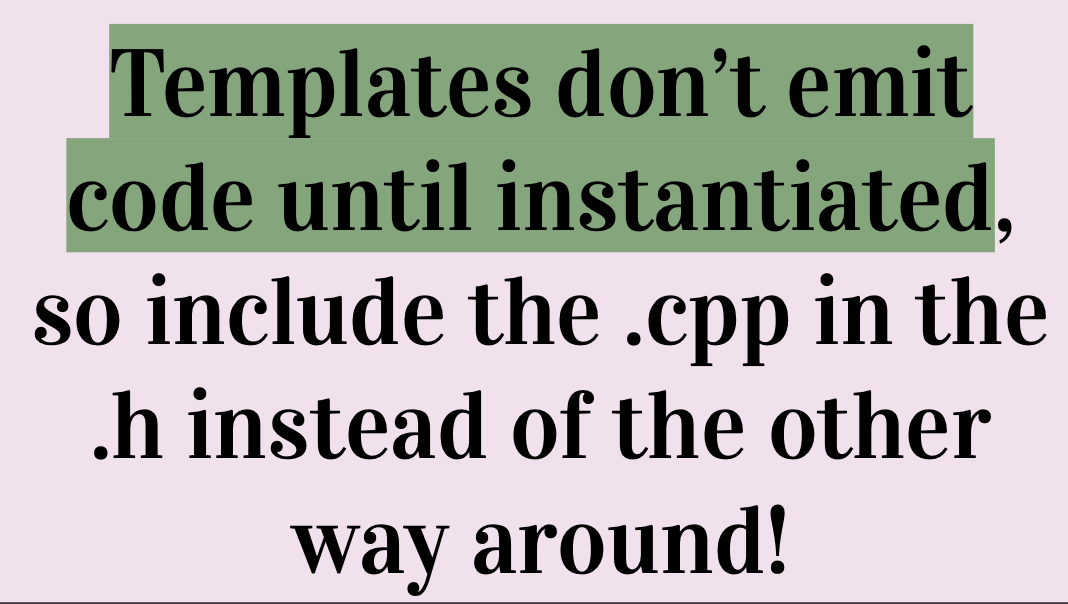 Templates don’t emit
code until instantiated,
so include the .cpp in the
.h instead of the other
way around!